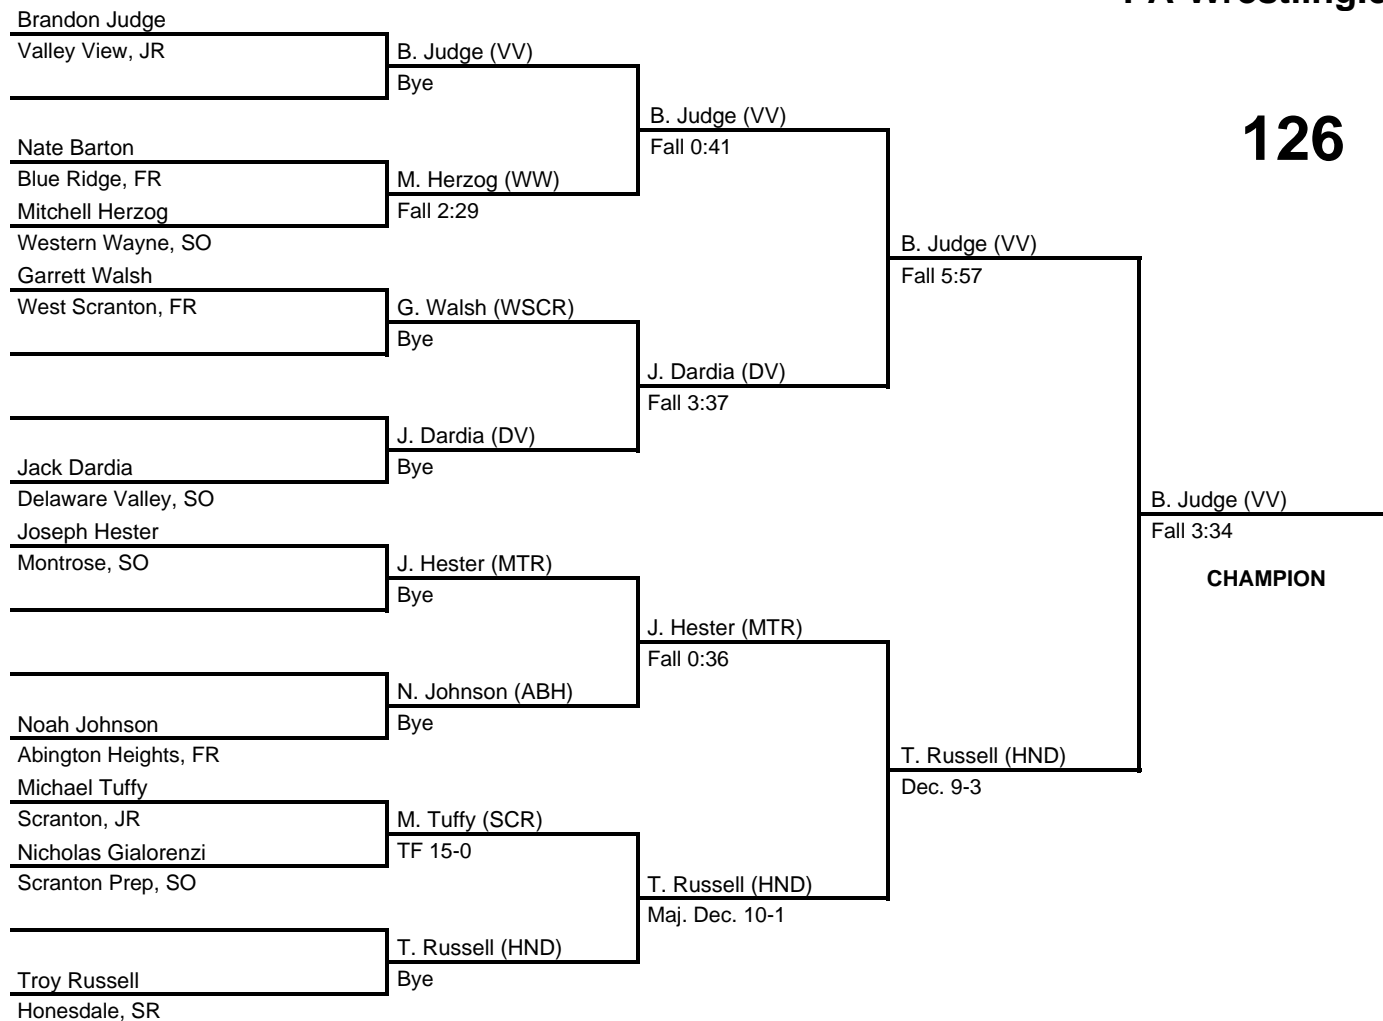 Brandon Judge
Valley View, JR
B. Judge (VV)
Bye
B. Judge (VV)
Fall 0:41
126
Nate Barton
Blue Ridge, FR
M. Herzog (WW)
Mitchell Herzog
Fall 2:29
Western Wayne, SO
B. Judge (VV)
Garrett Walsh
Fall 5:57
West Scranton, FR
G. Walsh (WSCR)
Bye
J. Dardia (DV)
Fall 3:37
J. Dardia (DV)
Jack Dardia
Bye
Delaware Valley, SO
B. Judge (VV)
Joseph Hester
Fall 3:34
Montrose, SO
J. Hester (MTR)
CHAMPION
Bye
J. Hester (MTR)
Fall 0:36
N. Johnson (ABH)
Noah Johnson
Bye
Abington Heights, FR
T. Russell (HND)
Michael Tuffy
Dec. 9-3
Scranton, JR
M. Tuffy (SCR)
Nicholas Gialorenzi
TF 15-0
Scranton Prep, SO
T. Russell (HND)
Maj. Dec. 10-1
T. Russell (HND)
Troy Russell
Bye
Honesdale, SR